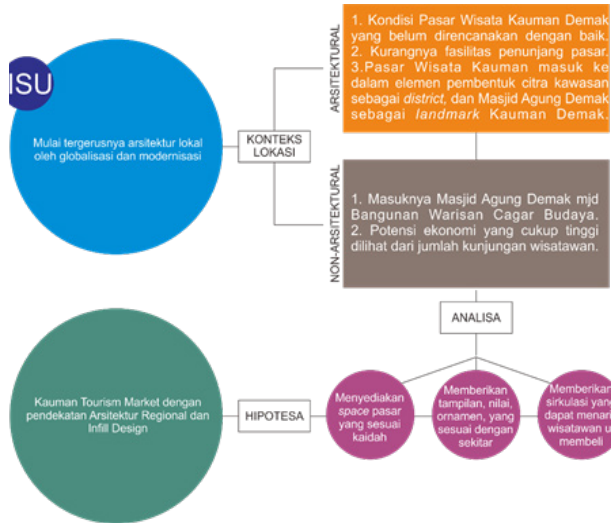 ISU
Mulai tergerusnya arsitektur lokal
oleh globalisasi dan modernisasi
KONTEKS
LOKASI
ARSITEKTURAL
1. Kondisi Pasar Wisata Kauman Demak
yang belum direncanakan dengan baik.
2. Kurangnya fasilitas penunjang pasar.
3.Pasar Wisata Kauman masuk ke
dalam elemen pembentuk citra kawasan
sebagai district, dan Masjid Agung Demak
sebagai landmark Kauman Demak.
NON-ARSITEKTURAL
1. Masuknya Masjid Agung Demak mjd
Bangunan Warisan Cagar Budaya.
2. Potensi ekonomi yang cukup tinggi
dilihat dari jumlah kunjungan wisatawan.
ANALISA
Menyediakan
space pasar
yang sesuai
kaidah
Memberikan
tampilan, nilai,
ornamen, yang
sesuai dengan
sekitar
Memberikan
sirkulasi yang
dapat menari
wisatawan u
membeli
HIPOTESA
Kauman Tourism Market dengan
pendekatan Arsitektur Regional dan
Infill Design